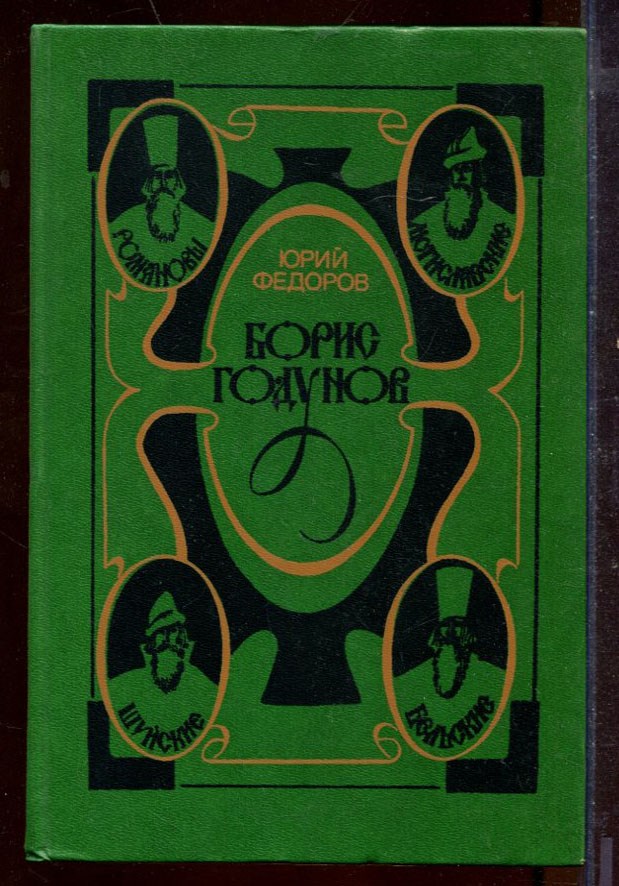 РОМАНОВЫ
МСТИСЛАВСКИЕ
ЮРИЙ
ФЕДОРОВ
БОРИС
ГОДУНОВ
ШУЙСКИЕ
БЕЛЬСКИЕ